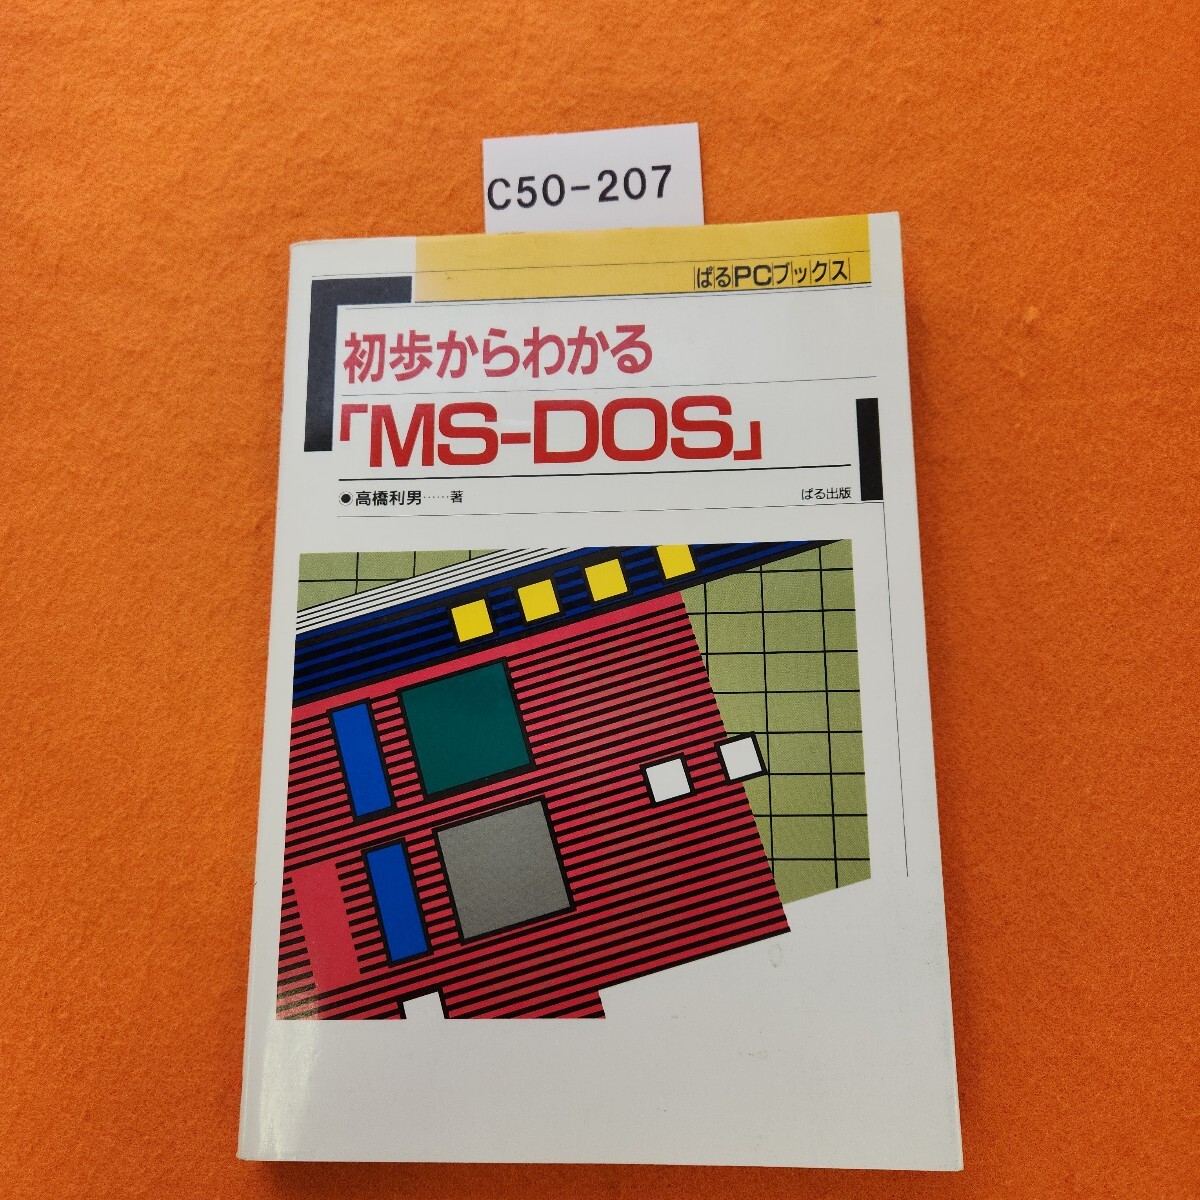 C50-207
ぱるPCブックス
初歩からわかる
「MS-DOS」
●高橋利男……著
ぱる出版